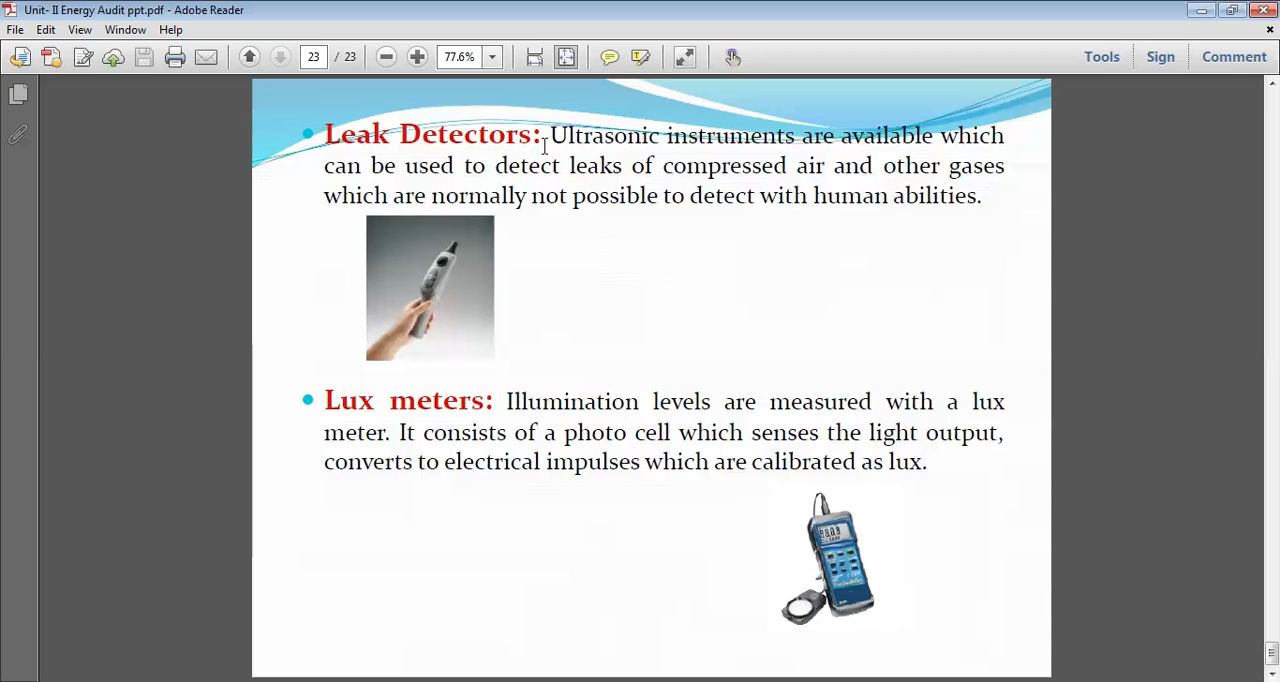 Unit- II Energy Audit ppt.pdf - Adobe Reader
File Edit View Window Help
23 / 23 77.6% Tools Sign Comment
Leak Detectors: Ultrasonic instruments are available which
can be used to detect leaks of compressed air and other gases
which are normally not possible to detect with human abilities.
Lux meters: Illumination levels are measured with a lux
meter. It consists of a photo cell which senses the light output,
converts to electrical impulses which are calibrated as lux.